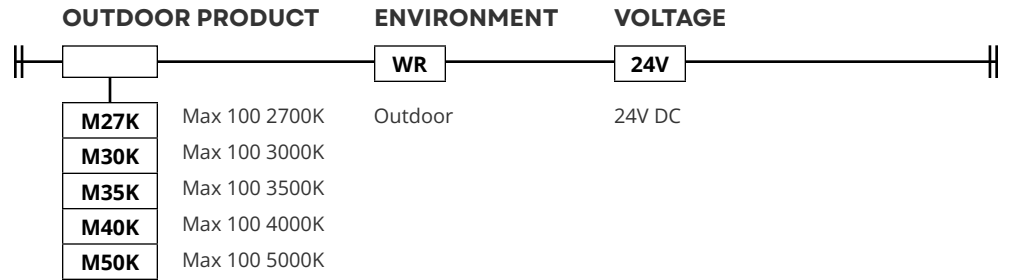 OUTDOOR PRODUCT ENVIRONMENT VOLTAGE
WR 24V
M27K Max 100 2700K Outdoor 24V DC
M30K Max 100 3000K
M35K Max 100 3500K
M40K Max 100 4000K
M50K Max 100 5000K